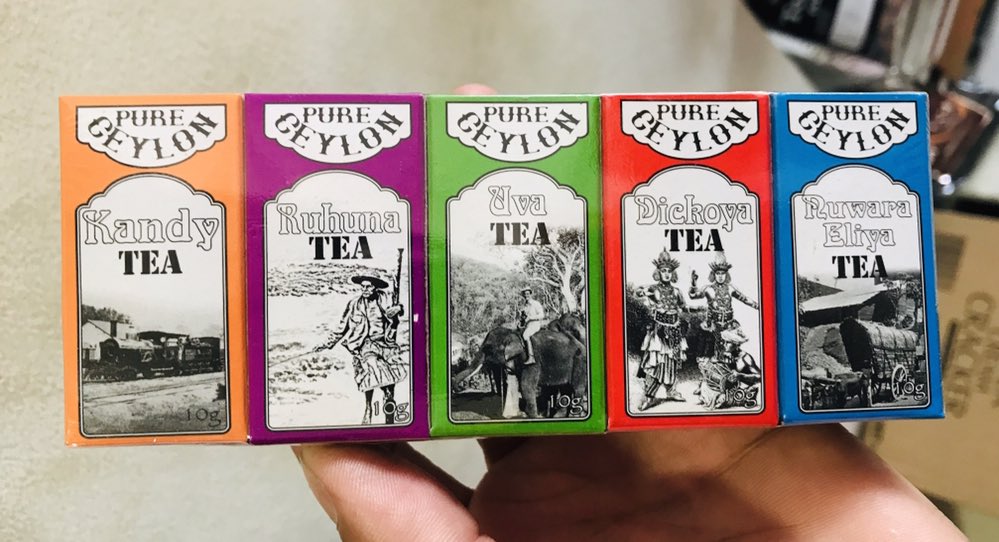 PURE
CEYLON
Kandy
TEA
10g
PURE
CEYLON
Ruhuna
TEA
10g
PURE
CEYLON
Uva
TEA
10g
PURE
CEYLON
Dickoya
TEA
10g
PURE
CEYLON
Nuwara
Eliya
TEA
10g
CRACKER